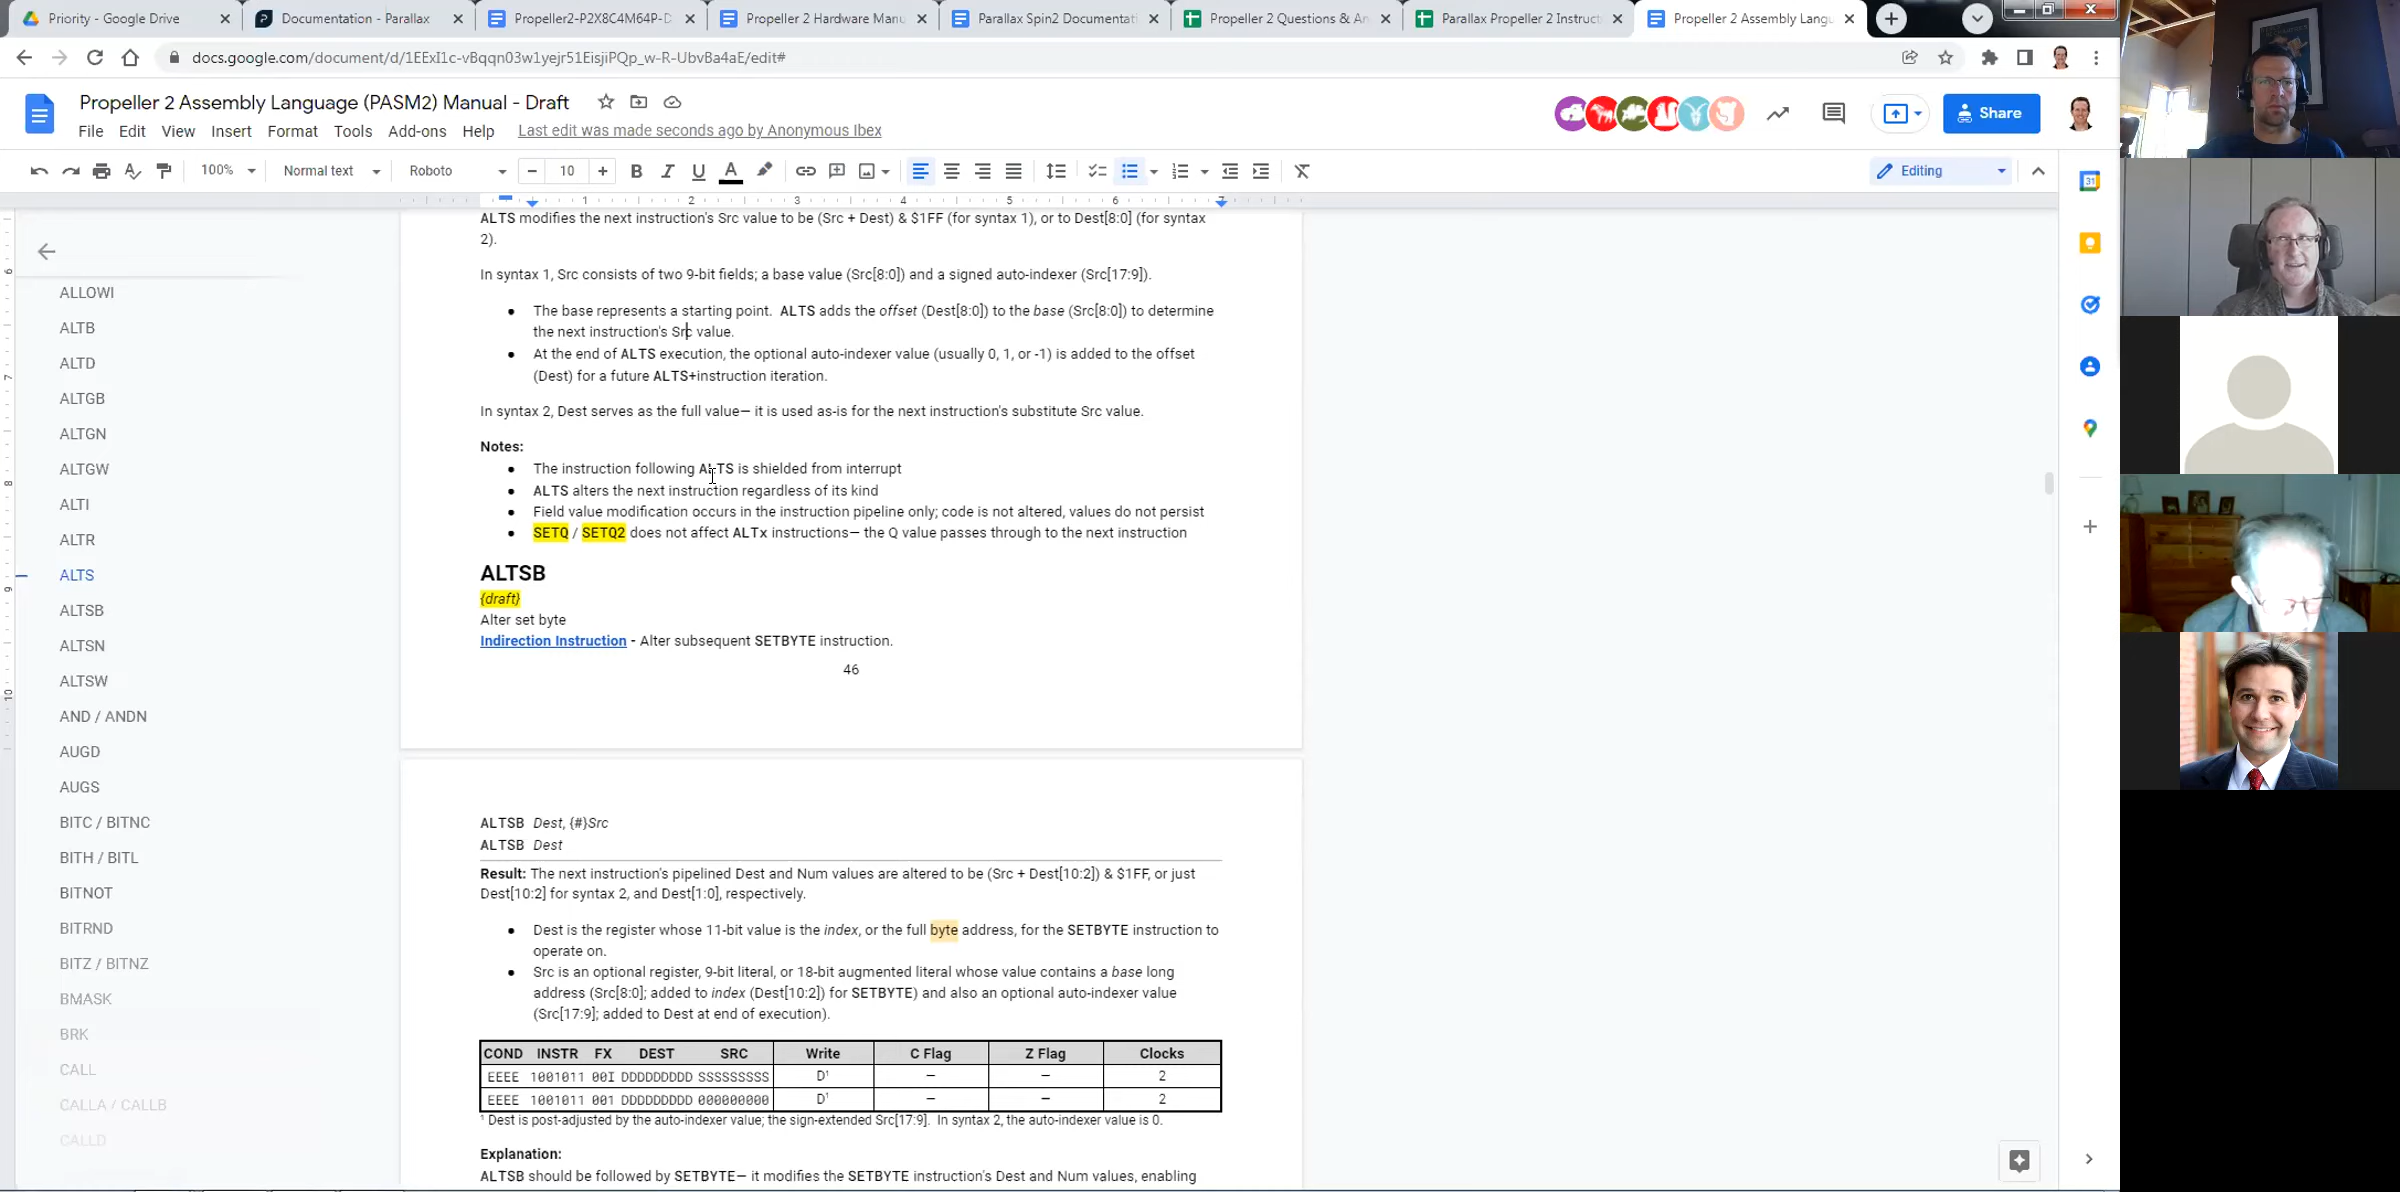 Priority - Google Drive
Documentation - Parallax
Propeller2-P2X8C4M64P-D
Propeller 2 Hardware Manu
Parallax Spin2 Documentati
Propeller 2 Questions & An
Parallax Propeller 2 Instruct
Propeller 2 Assembly Langu
docs.google.com/document/d/1EExI1c-vBqqn03w1yejr51EisjiPQp_w-R-UbvBa4aE/edit#
Propeller 2 Assembly Language (PASM2) Manual - Draft
File Edit View Insert Format Tools Add-ons Help Last edit was made seconds ago by Anonymous Ibex
Share
100% Normal text Roboto 10 B I U A Editing
31
1 2 3 4 5 6 7
6
7
8
9
10
ALLOWI
ALTB
ALTD
ALTGB
ALTGN
ALTGW
ALTI
ALTR
ALTS
ALTSB
ALTSN
ALTSW
AND / ANDN
AUGD
AUGS
BITC / BITNC
BITH / BITL
BITNOT
BITRND
BITZ / BITNZ
BMASK
BRK
CALL
CALLA / CALLB
CALLD
ALTS modifies the next instruction's Src value to be (Src + Dest) & $1FF (for syntax 1), or to Dest[8:0] (for syntax
2).
In syntax 1, Src consists of two 9-bit fields; a base value (Src[8:0]) and a signed auto-indexer (Src[17:9]).
● The base represents a starting point. ALTS adds the offset (Dest[8:0]) to the base (Src[8:0]) to determine
the next instruction's Src value.
● At the end of ALTS execution, the optional auto-indexer value (usually 0, 1, or -1) is added to the offset
(Dest) for a future ALTS+instruction iteration.
In syntax 2, Dest serves as the full value— it is used as-is for the next instruction's substitute Src value.
Notes:
● The instruction following ALTS is shielded from interrupt
● ALTS alters the next instruction regardless of its kind
● Field value modification occurs in the instruction pipeline only; code is not altered, values do not persist
● SETQ / SETQ2 does not affect ALTx instructions— the Q value passes through to the next instruction
ALTSB
{draft}
Alter set byte
Indirection Instruction - Alter subsequent SETBYTE instruction.
46
ALTSB Dest, {#}Src
ALTSB Dest
Result: The next instruction's pipelined Dest and Num values are altered to be (Src + Dest[10:2]) & $1FF, or just
Dest[10:2] for syntax 2, and Dest[1:0], respectively.
● Dest is the register whose 11-bit value is the index, or the full byte address, for the SETBYTE instruction to
operate on.
● Src is an optional register, 9-bit literal, or 18-bit augmented literal whose value contains a base long
address (Src[8:0]; added to index (Dest[10:2]) for SETBYTE) and also an optional auto-indexer value
(Src[17:9]; added to Dest at end of execution).
COND INSTR FX DEST SRC Write C Flag Z Flag Clocks
EEEE 1001011 00I DDDDDDDDD SSSSSSSSS D¹ — — 2
EEEE 1001011 001 DDDDDDDDD 000000000 D¹ — — 2
¹ Dest is post-adjusted by the auto-indexer value; the sign-extended Src[17:9]. In syntax 2, the auto-indexer value is 0.
Explanation:
ALTSB should be followed by SETBYTE— it modifies the SETBYTE instruction's Dest and Num values, enabling